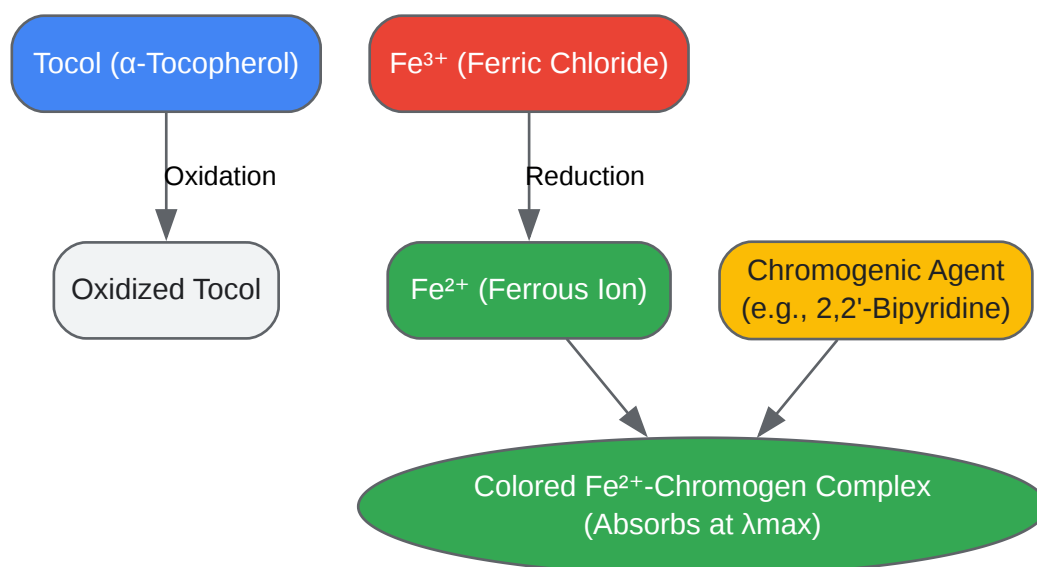 Tocol (α-Tocopherol)
Fe³⁺ (Ferric Chloride)
Oxidation
Reduction
Oxidized Tocol
Fe²⁺ (Ferrous Ion)
Chromogenic Agent
(e.g., 2,2'-Bipyridine)
Colored Fe²⁺-Chromogen Complex
(Absorbs at λmax)